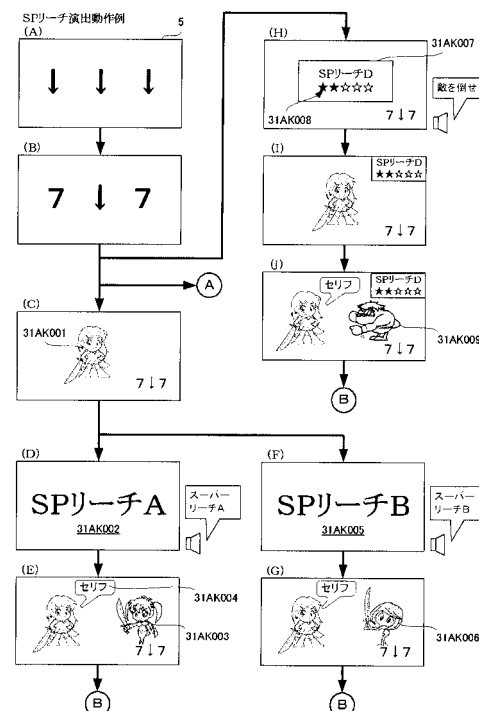 SPリーチ演出動作例
(A)
5
↓ ↓ ↓
(B)
7 ↓ 7
A
(C)
31AK001
7↓7
(D)
SPリーチA
31AK002
スーパー
リーチA
(E)
セリフ
31AK004
31AK003
7↓7
B
(F)
SPリーチB
31AK005
スーパー
リーチB
(G)
セリフ
31AK006
7↓7
B
(H)
31AK007
SPリーチD
★★☆☆☆
31AK008
7↓7
敵を倒せ
(I)
SPリーチD
★★☆☆☆
7↓7
(J)
SPリーチD
★★☆☆☆
セリフ
31AK009
7↓7
B